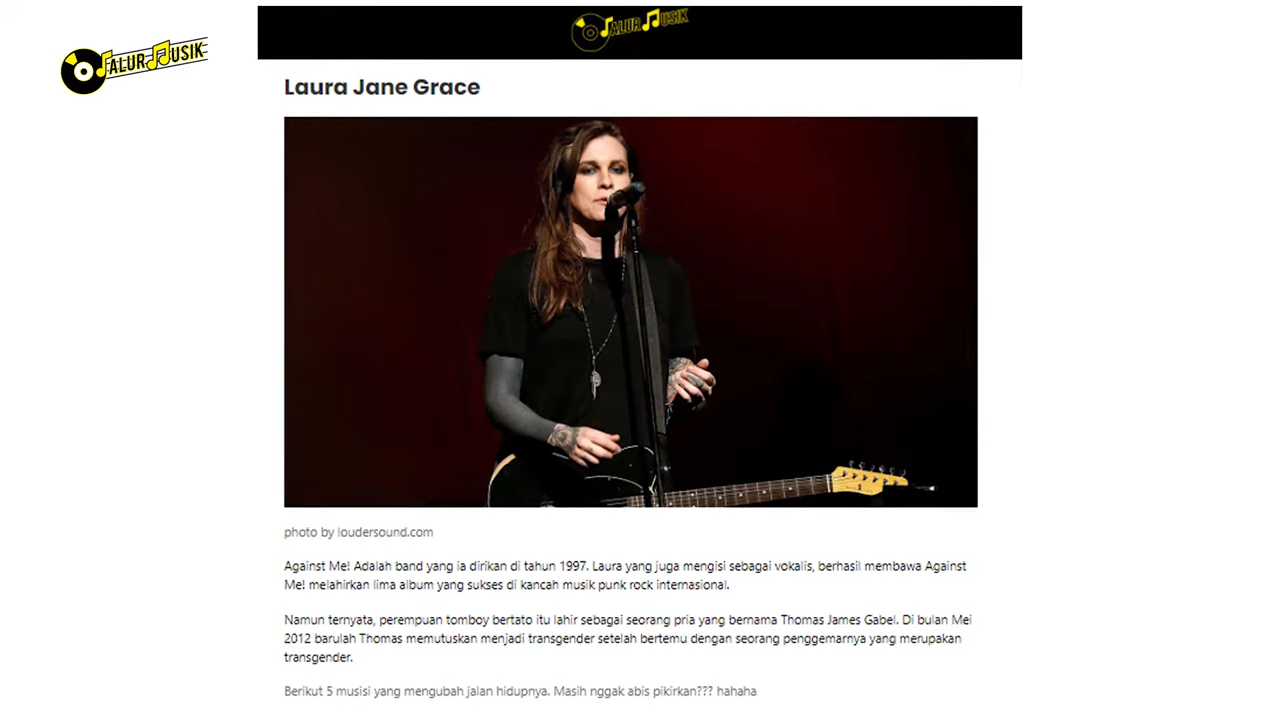 JALUR MUSIK
JALUR MUSIK
Laura Jane Grace
photo by loudersound.com
Against Me! Adalah band yang ia dirikan di tahun 1997. Laura yang juga mengisi sebagai vokalis, berhasil membawa Against
Me! melahirkan lima album yang sukses di kancah musik punk rock internasional.
Namun ternyata, perempuan tomboy bertato itu lahir sebagai seorang pria yang bernama Thomas James Gabel. Di bulan Mei
2012 barulah Thomas memutuskan menjadi transgender setelah bertemu dengan seorang penggemarnya yang merupakan
transgender.
Berikut 5 musisi yang mengubah jalan hidupnya. Masih nggak abis pikirkan??? hahaha